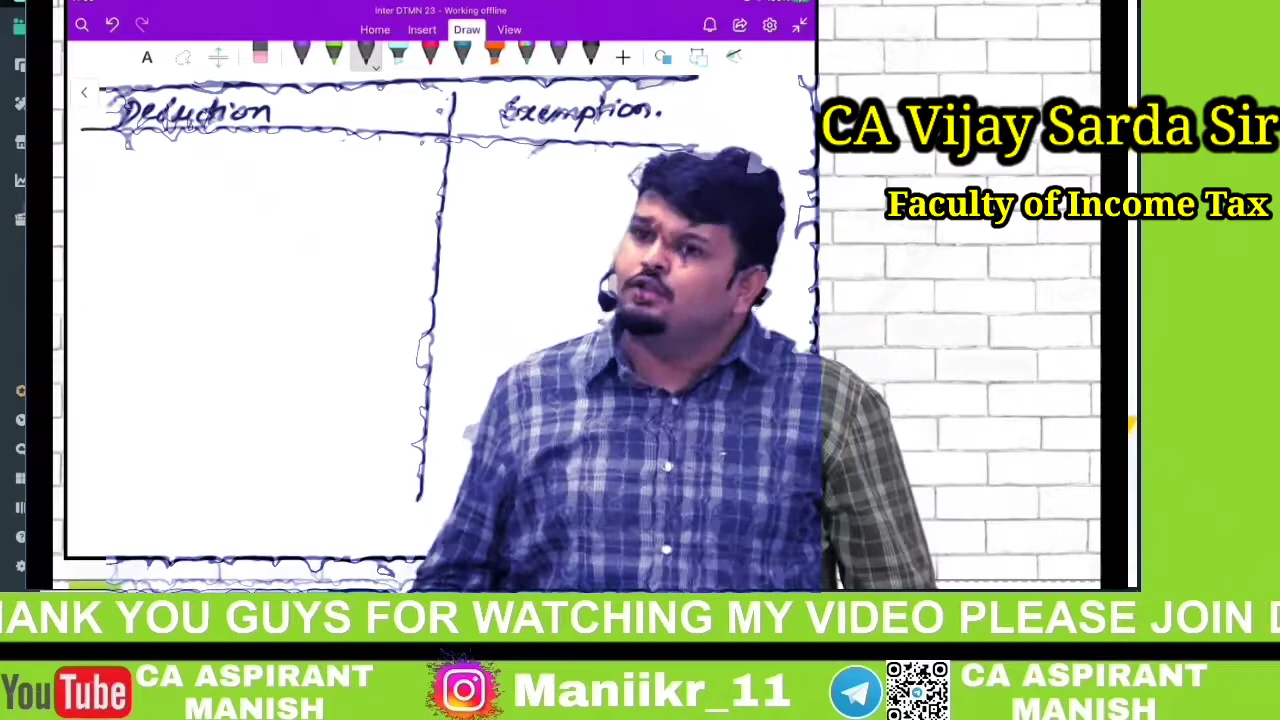 Inter DTMN 23 - Working offline
Home Insert Draw View
A
Deduction
Exemption.
CA Vijay Sarda Sir
Faculty of Income Tax
HANK YOU GUYS FOR WATCHING MY VIDEO PLEASE JOIN
YouTube
CA ASPIRANT
MANISH
Maniikr_11
CA ASPIRANT
MANISH